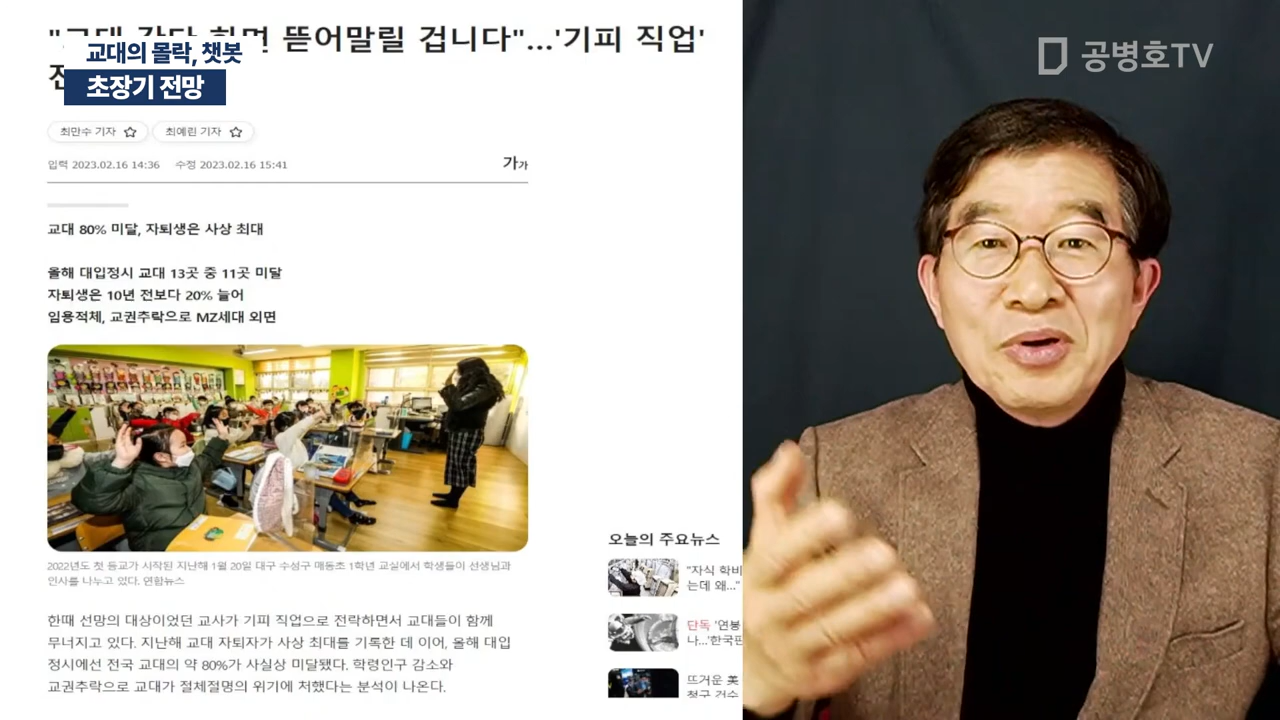 뜯어말릴 겁니다"...'기피 직업'
교대의 몰락, 챗봇
초장기 전망
공병호TV
최만수 기자
최예린 기자
입력 2023.02.16 14:36 수정 2023.02.16 15:41
가가
교대 80% 미달, 자퇴생은 사상 최대
올해 대입정시 교대 13곳 중 11곳 미달
자퇴생은 10년 전보다 20% 늘어
임용적체, 교권추락으로 MZ세대 외면
2022년도 첫 등교가 시작된 지난해 1월 20일 대구 수성구 매동초 1학년 교실에서 학생들이 선생님과
인사를 나누고 있다. 연합뉴스
한때 선망의 대상이었던 교사가 기피 직업으로 전락하면서 교대들이 함께
무너지고 있다. 지난해 교대 자퇴자가 사상 최대를 기록한 데 이어, 올해 대입
정시에선 전국 교대의 약 80%가 사실상 미달됐다. 학령인구 감소와
교권추락으로 교대가 절체절명의 위기에 처했다는 분석이 나온다.
오늘의 주요뉴스
"자식 학비
는데 왜..."
단독 '연봉
나...'한국판
뜨거운 美
청구 건수